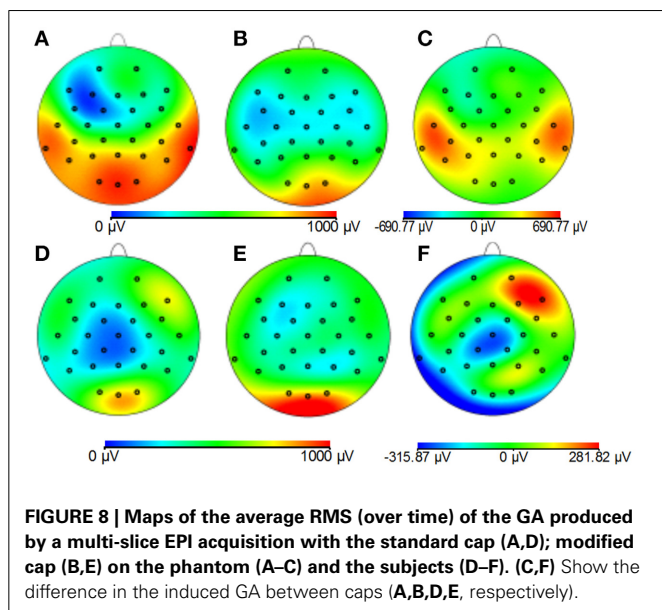 A B C
0 µV 1000 µV -690.77 µV 0 µV 690.77 µV
D E F
0 µV 1000 µV -315.87 µV 0 µV 281.82 µV
FIGURE 8 | Maps of the average RMS (over time) of the GA produced
by a multi-slice EPI acquisition with the standard cap (A,D); modified
cap (B,E) on the phantom (A–C) and the subjects (D–F). (C,F) Show the
difference in the induced GA between caps (A,B,D,E, respectively).